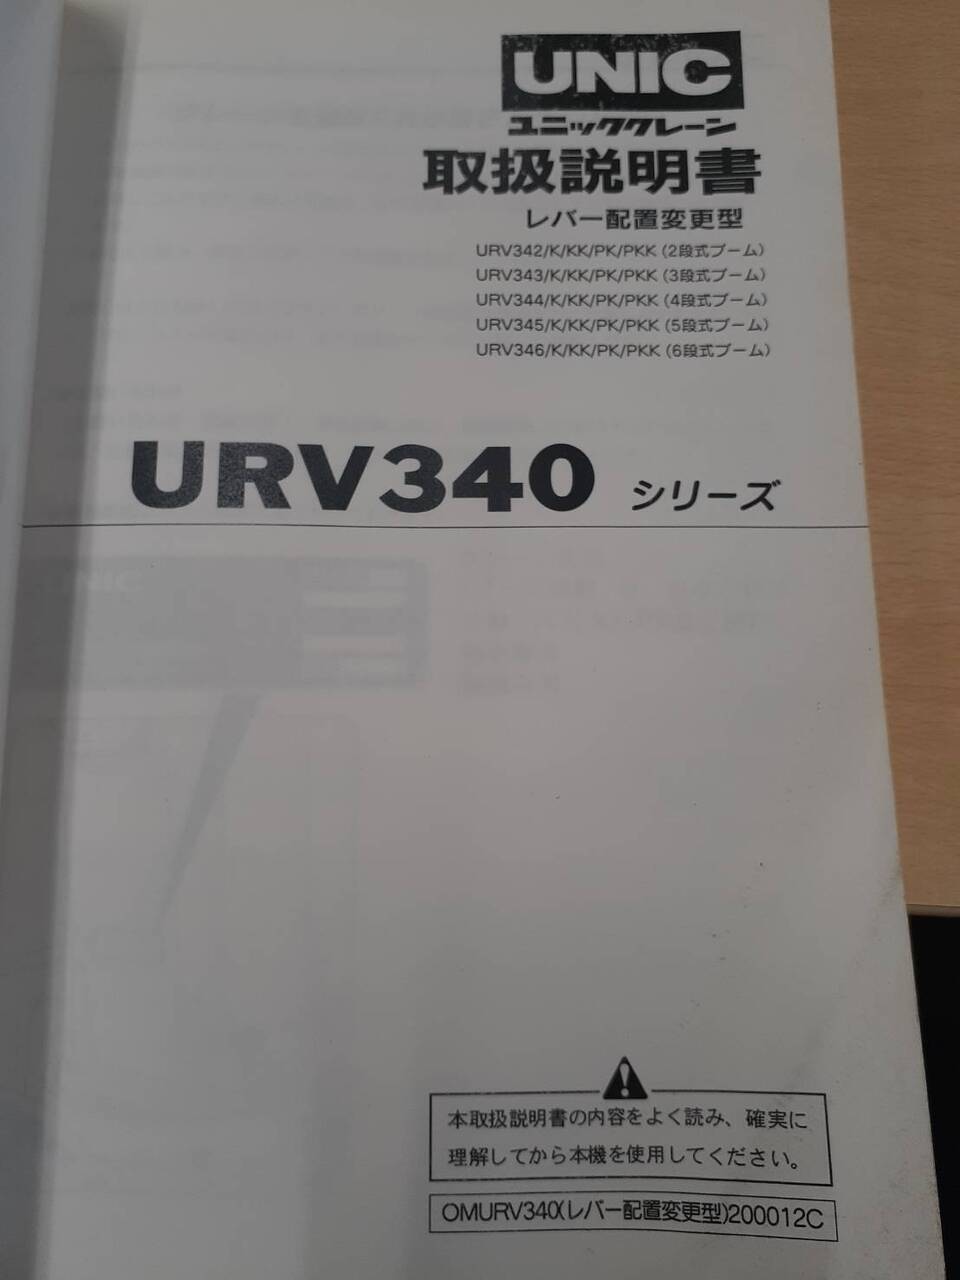 UNIC
ユニッククレーン
取扱説明書
レバー配置変更型
URV342/K/KK/PK/PKK (2段式ブーム)
URV343/K/KK/PK/PKK (3段式ブーム)
URV344/K/KK/PK/PKK (4段式ブーム)
URV345/K/KK/PK/PKK (5段式ブーム)
URV346/K/KK/PK/PKK (6段式ブーム)
URV340 シリーズ
本取扱説明書の内容をよく読み、確実に
理解してから本機を使用してください。
OMURV340(レバー配置変更型)200012C